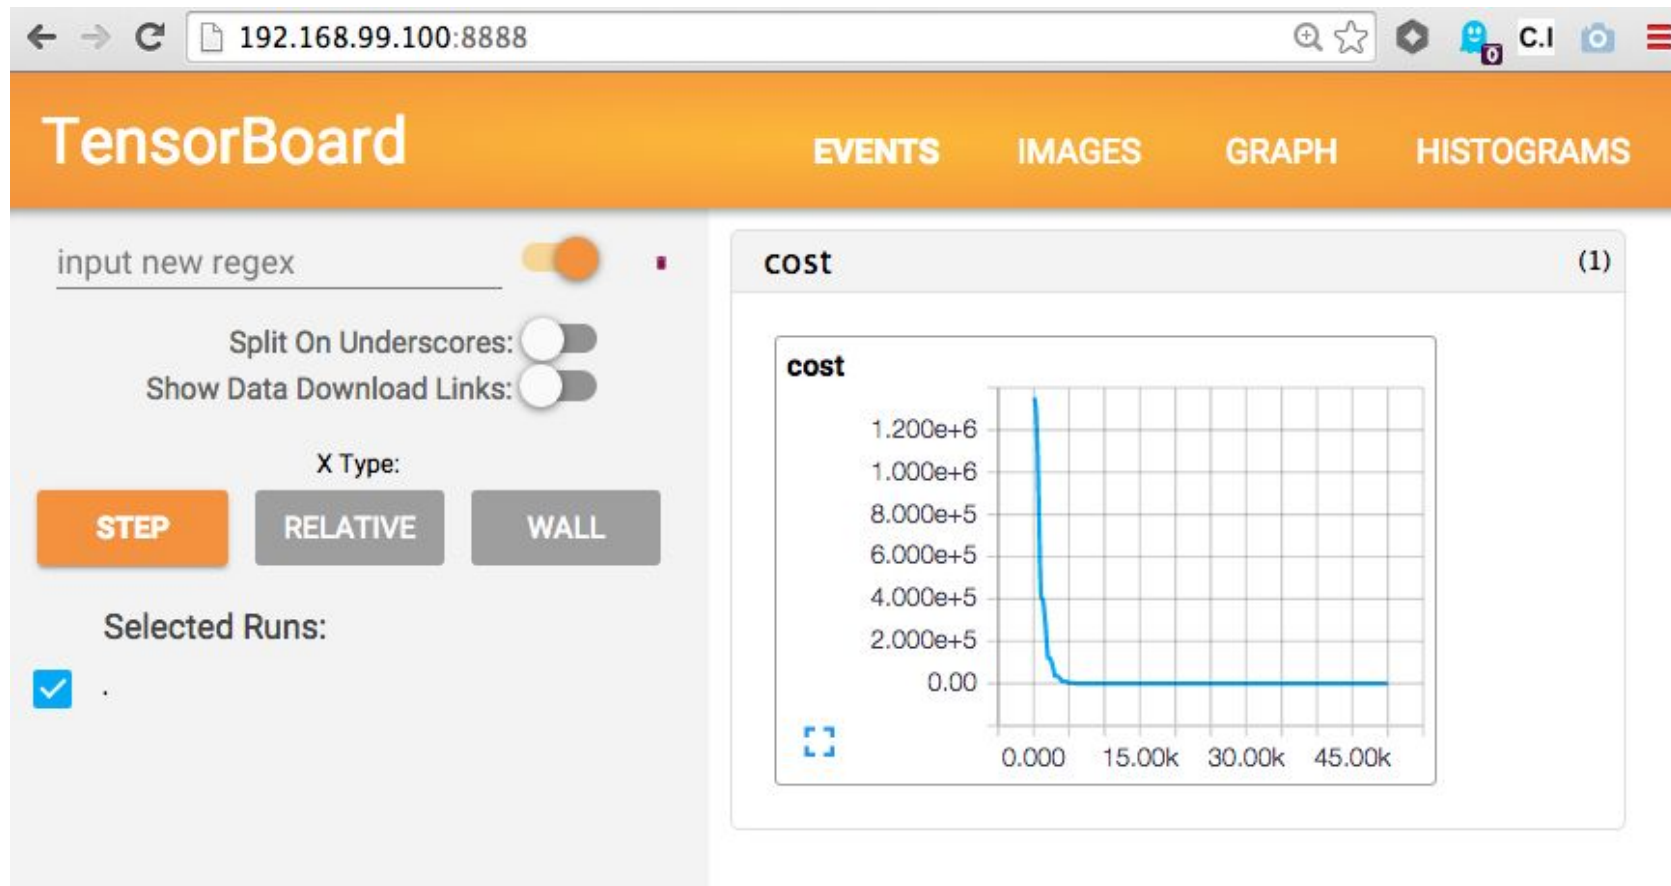 192.168.99.100:8888
0
C.I
TensorBoard
EVENTS IMAGES GRAPH HISTOGRAMS
input new regex
Split On Underscores:
Show Data Download Links:
X Type:
STEP RELATIVE WALL
Selected Runs:
.
cost (1)
cost
1.200e+6
1.000e+6
8.000e+5
6.000e+5
4.000e+5
2.000e+5
0.00
0.000 15.00k 30.00k 45.00k